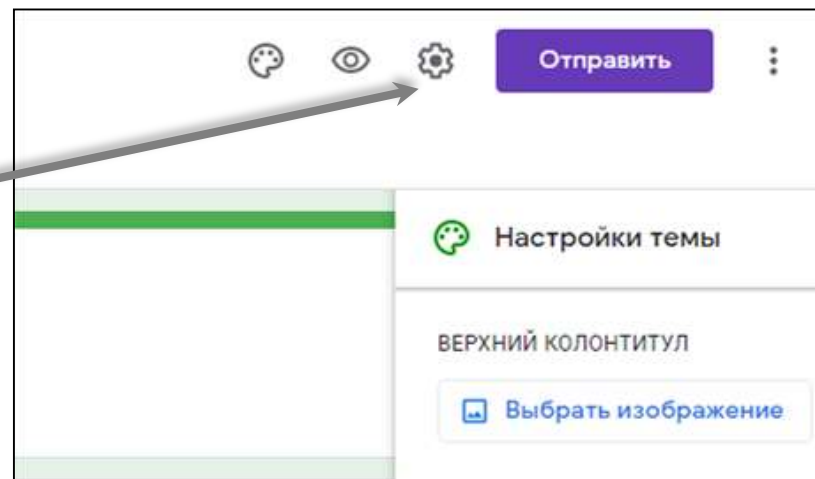 Отправить
Настройки темы
ВЕРХНИЙ КОЛОНТИТУЛ
Выбрать изображение